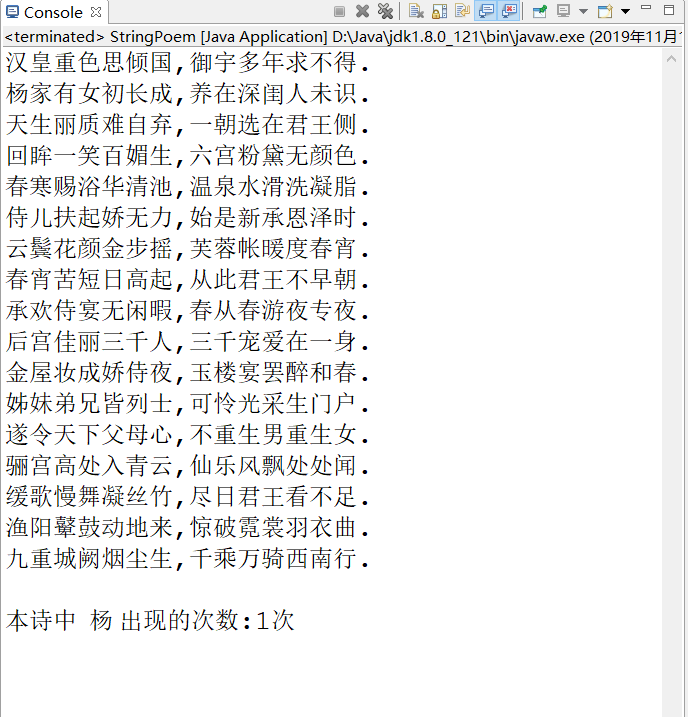 Console
<terminated> StringPoem [Java Application] D:\Java\jdk1.8.0_121\bin\javaw.exe (2019年11月1
汉皇重色思倾国,御宇多年求不得.
杨家有女初长成,养在深闺人未识.
天生丽质难自弃,一朝选在君王侧.
回眸一笑百媚生,六宫粉黛无颜色.
春寒赐浴华清池,温泉水滑洗凝脂.
侍儿扶起娇无力,始是新承恩泽时.
云鬓花颜金步摇,芙蓉帐暖度春宵.
春宵苦短日高起,从此君王不早朝.
承欢侍宴无闲暇,春从春游夜专夜.
后宫佳丽三千人,三千宠爱在一身.
金屋妆成娇侍夜,玉楼宴罢醉和春.
姊妹弟兄皆列士,可怜光采生门户.
遂令天下父母心,不重生男重生女.
骊宫高处入青云,仙乐风飘处处闻.
缓歌慢舞凝丝竹,尽日君王看不足.
渔阳鼙鼓动地来,惊破霓裳羽衣曲.
九重城阙烟尘生,千乘万骑西南行.
本诗中 杨 出现的次数:1次